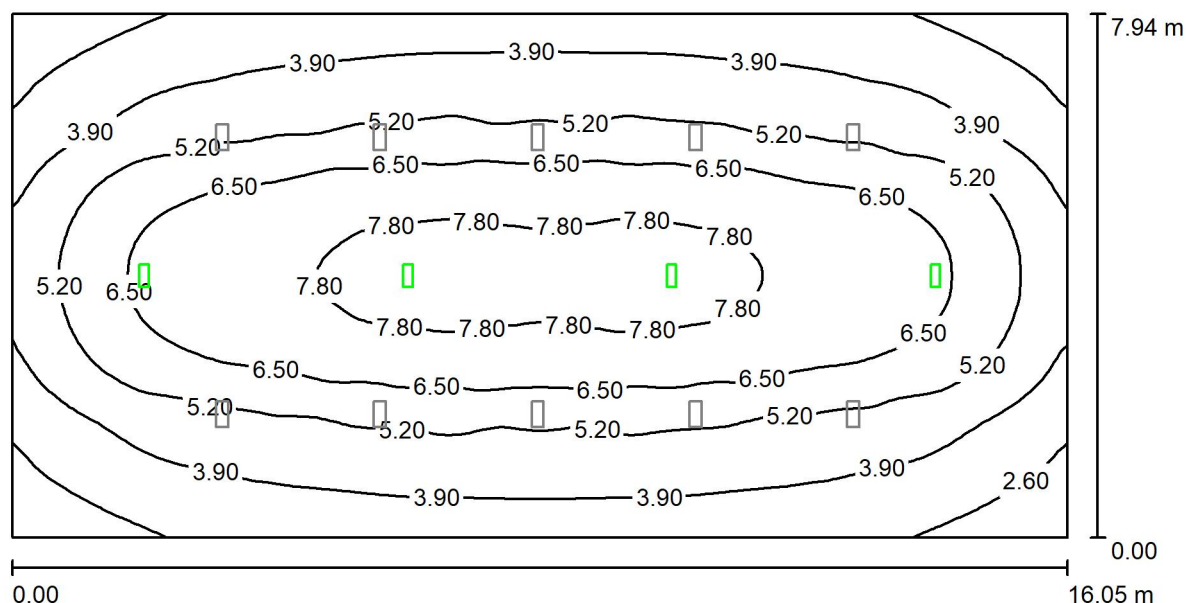 7.94 m
3.90 3.90 3.90
3.90 3.90
5.20 5.20 5.20
5.20 5.20
6.50 6.50 6.50
6.50 6.50
7.80 7.80 7.80 7.80 7.80
5.20 6.50 7.80 7.80
7.80 7.80 7.80 7.80 6.50
6.50 6.50 6.50 6.50 5.20
5.20 5.20 5.20 5.20
3.90 3.90 3.90 3.90
2.60
0.00
0.00 16.05 m